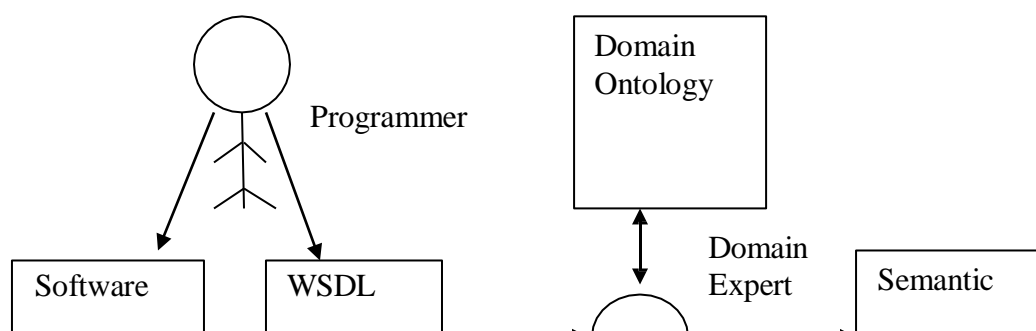 Domain
Ontology
Programmer
Domain
Expert
Software
WSDL
Semantic